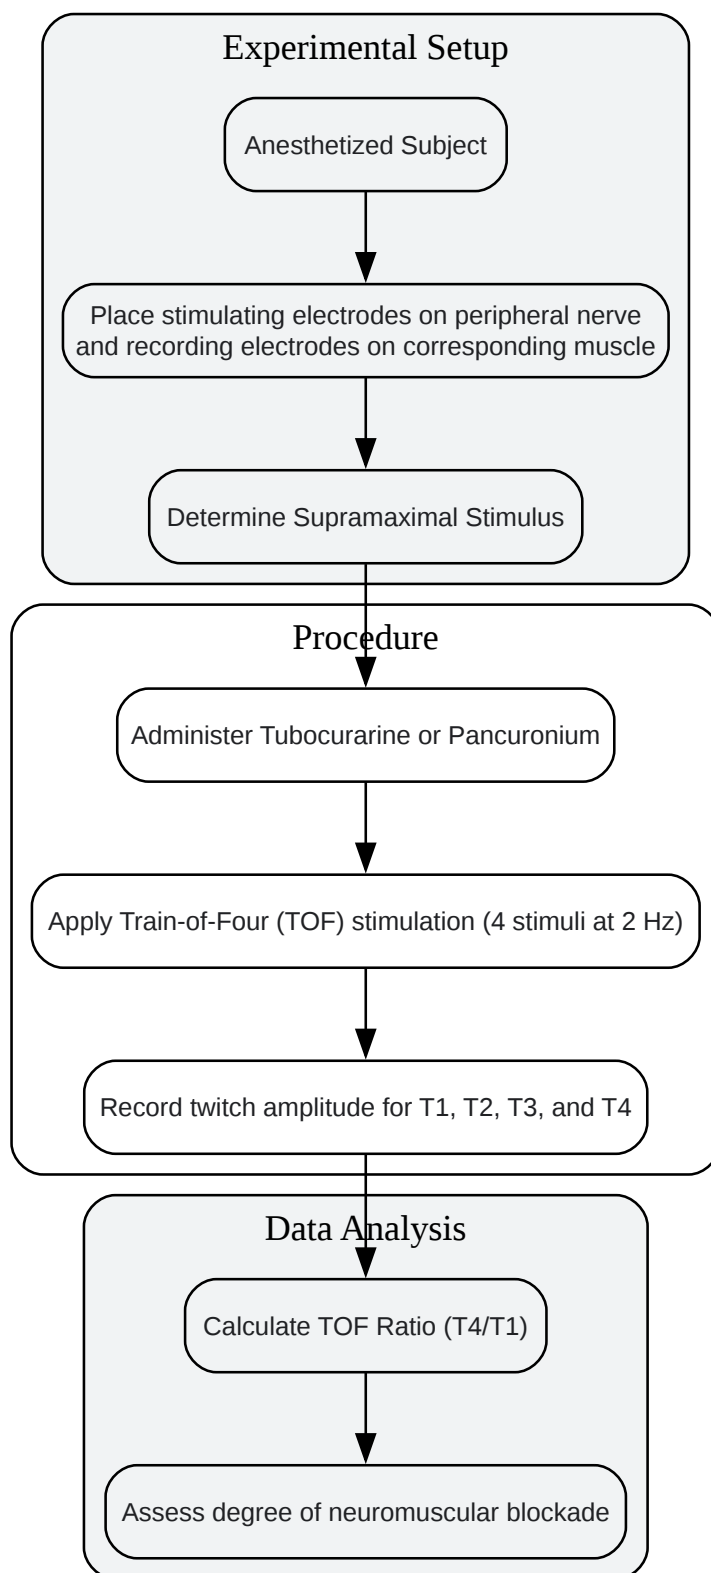 Experimental Setup
Anesthetized Subject
Place stimulating electrodes on peripheral nerve
and recording electrodes on corresponding muscle
Determine Supramaximal Stimulus
Procedure
Administer Tubocurarine or Pancuronium
Apply Train-of-Four (TOF) stimulation (4 stimuli at 2 Hz)
Record twitch amplitude for T1, T2, T3, and T4
Data Analysis
Calculate TOF Ratio (T4/T1)
Assess degree of neuromuscular blockade